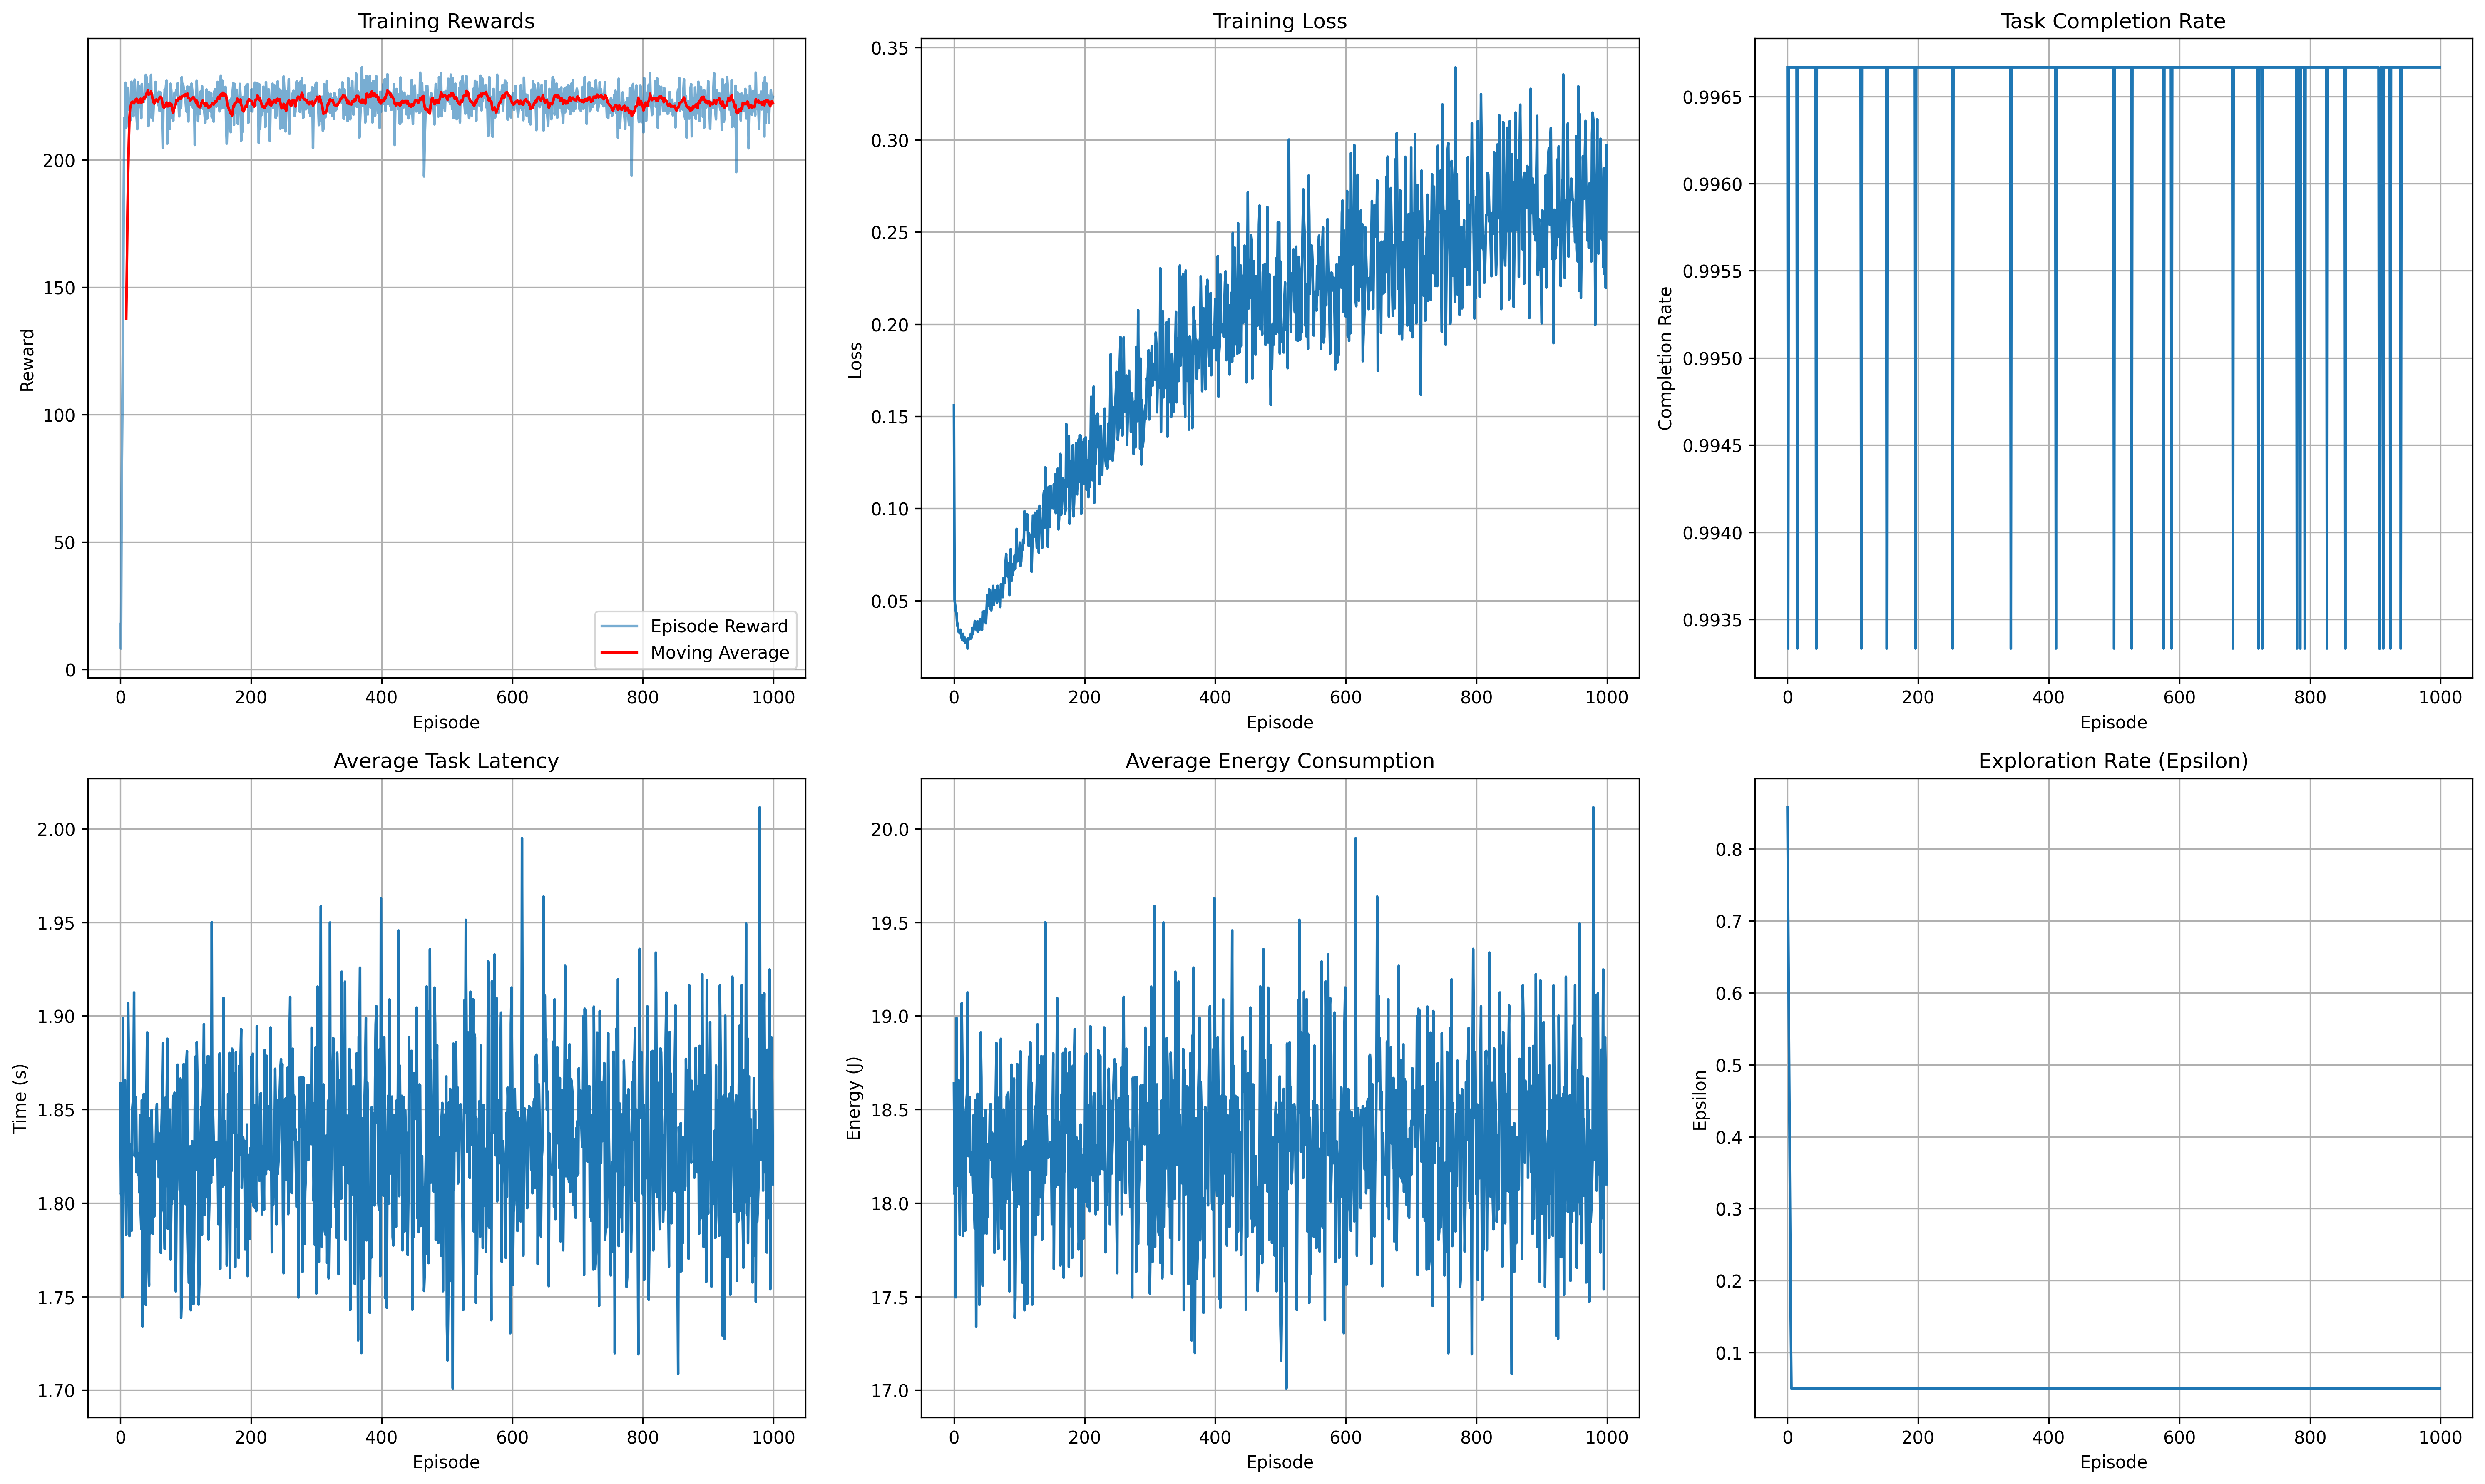 Training Rewards
Reward
200
150
100
50
0
0 200 400 600 800 1000
Episode
Episode Reward
Moving Average
Training Loss
Loss
0.35
0.30
0.25
0.20
0.15
0.10
0.05
0 200 400 600 800 1000
Episode
Task Completion Rate
Completion Rate
0.9965
0.9960
0.9955
0.9950
0.9945
0.9940
0.9935
0 200 400 600 800 1000
Episode
Average Task Latency
Time (s)
2.00
1.95
1.90
1.85
1.80
1.75
1.70
0 200 400 600 800 1000
Episode
Average Energy Consumption
Energy (J)
20.0
19.5
19.0
18.5
18.0
17.5
17.0
0 200 400 600 800 1000
Episode
Exploration Rate (Epsilon)
Epsilon
0.8
0.7
0.6
0.5
0.4
0.3
0.2
0.1
0 200 400 600 800 1000
Episode